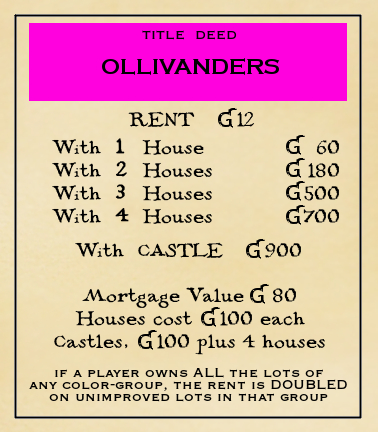 TITLE DEED
OLLIVANDERS
RENT G12
With 1 House G 60
With 2 Houses G 180
With 3 Houses G500
With 4 Houses G700
With CASTLE G900
Mortgage Value G 80
Houses cost G100 each
Castles, G100 plus 4 houses
IF A PLAYER OWNS ALL THE LOTS OF
ANY COLOR-GROUP, THE RENT IS DOUBLED
ON UNIMPROVED LOTS IN THAT GROUP